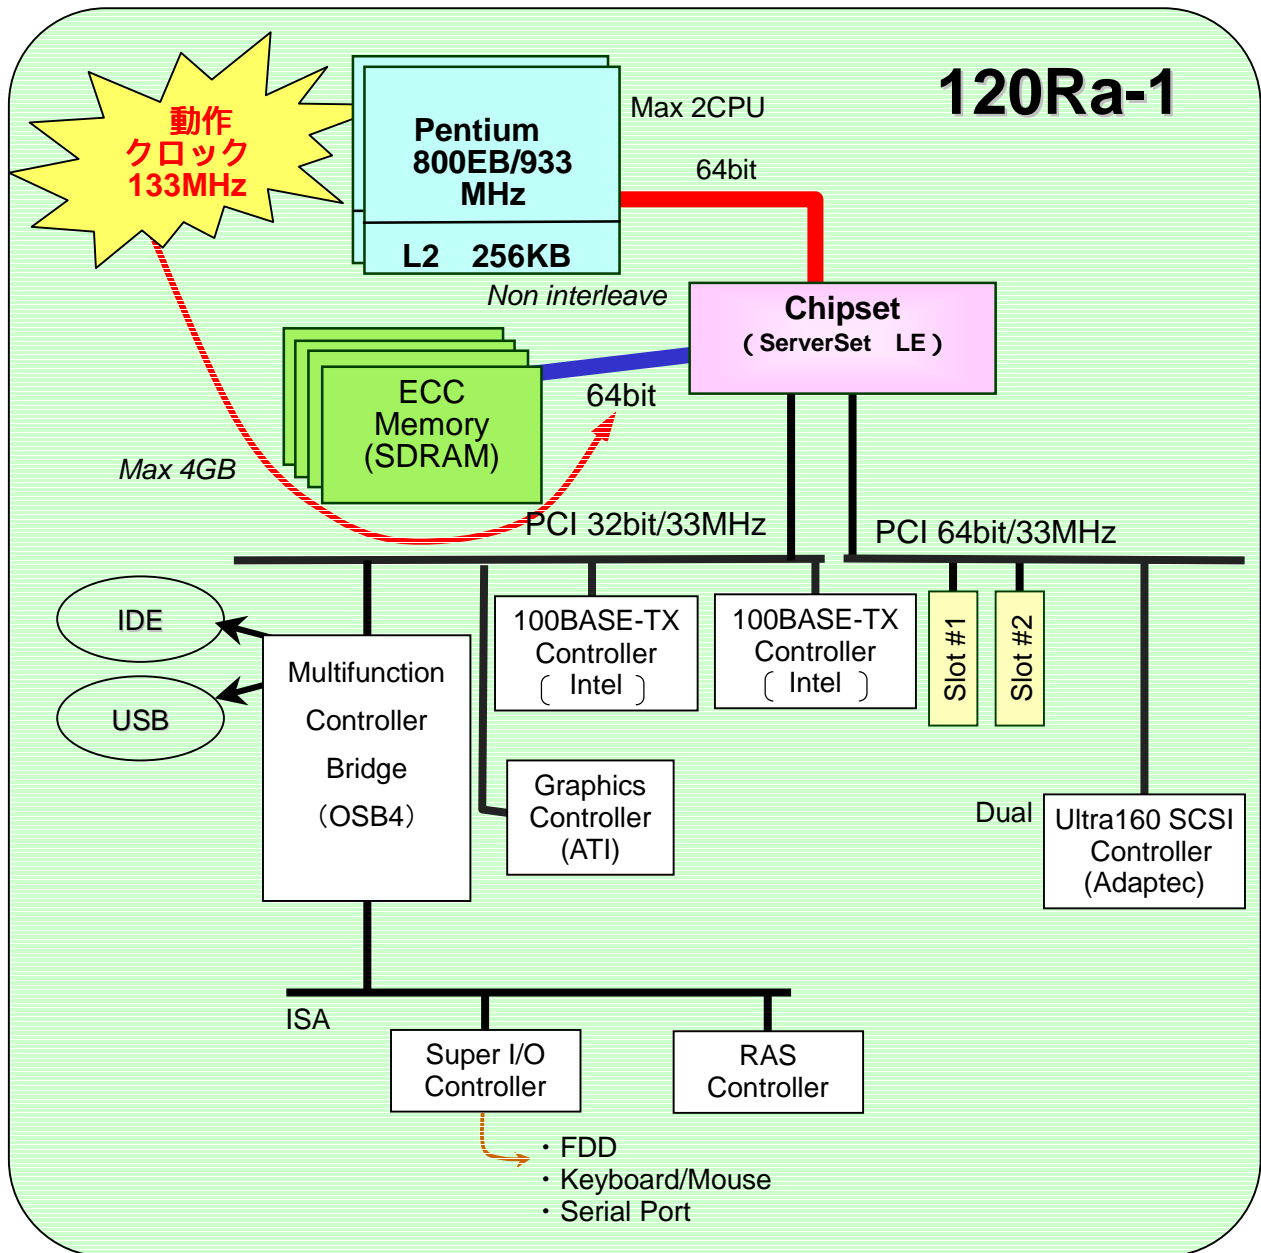 120Ra-1
動作
クロック
133MHz
Pentium
800EB/933
MHz
L2 256KB
Max 2CPU
64bit
Non interleave
Chipset
(ServerSet LE)
ECC
Memory
(SDRAM)
64bit
Max 4GB
PCI 32bit/33MHz
PCI 64bit/33MHz
IDE
USB
Multifunction
Controller
Bridge
(OSB4)
100BASE-TX
Controller
( Intel )
100BASE-TX
Controller
( Intel )
Slot #1
Slot #2
Graphics
Controller
(ATI)
Dual
Ultra160 SCSI
Controller
(Adaptec)
ISA
Super I/O
Controller
RAS
Controller
・FDD
・Keyboard/Mouse
・Serial Port